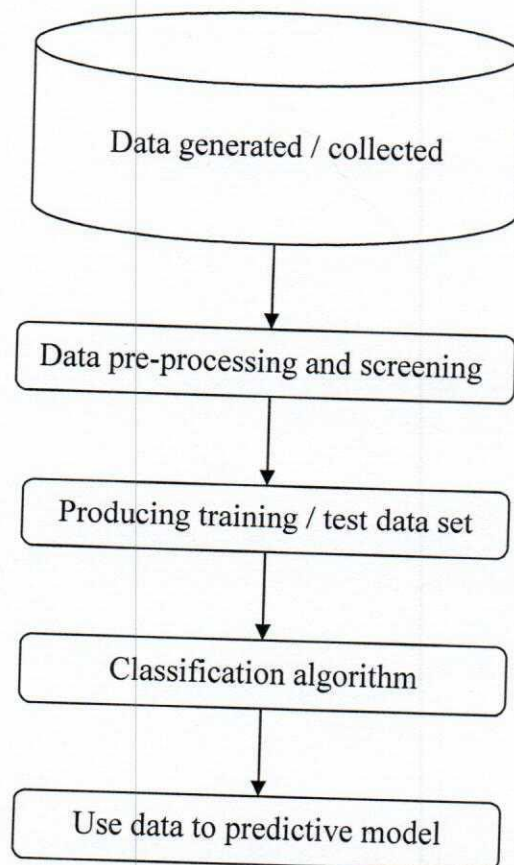 Data generated / collected
Data pre-processing and screening
Producing training / test data set
Classification algorithm
Use data to predictive model